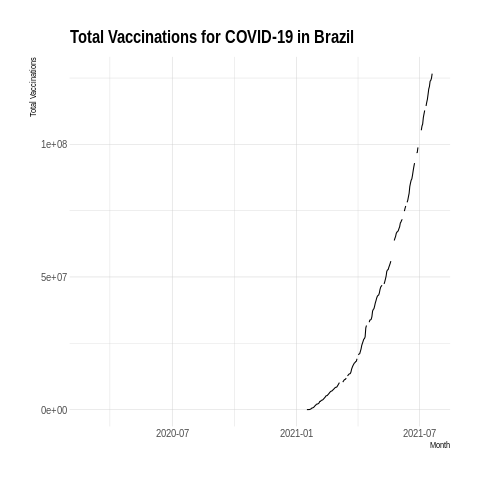 Total Vaccinations for COVID-19 in Brazil
Total Vaccinations
1e+08
5e+07
0e+00
2020-07
2021-01
2021-07
Month